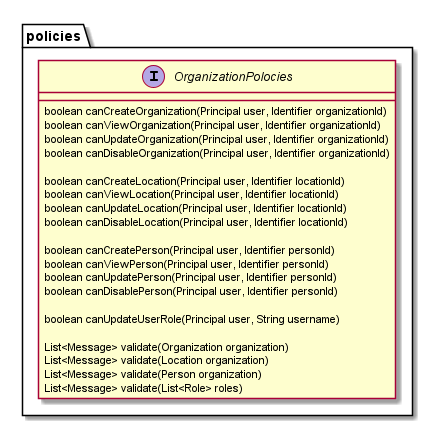 policies
I OrganizationPolocies
boolean canCreateOrganization(Principal user, Identifier organizationId)
boolean canViewOrganization(Principal user, Identifier organizationId)
boolean canUpdateOrganization(Principal user, Identifier organizationId)
boolean canDisableOrganization(Principal user, Identifier organizationId)
boolean canCreateLocation(Principal user, Identifier locationId)
boolean canViewLocation(Principal user, Identifier locationId)
boolean canUpdateLocation(Principal user, Identifier locationId)
boolean canDisableLocation(Principal user, Identifier locationId)
boolean canCreatePerson(Principal user, Identifier personId)
boolean canViewPerson(Principal user, Identifier personId)
boolean canUpdatePerson(Principal user, Identifier personId)
boolean canDisablePerson(Principal user, Identifier personId)
boolean canUpdateUserRole(Principal user, String username)
List<Message> validate(Organization organization)
List<Message> validate(Location organization)
List<Message> validate(Person organization)
List<Message> validate(List<Role> roles)